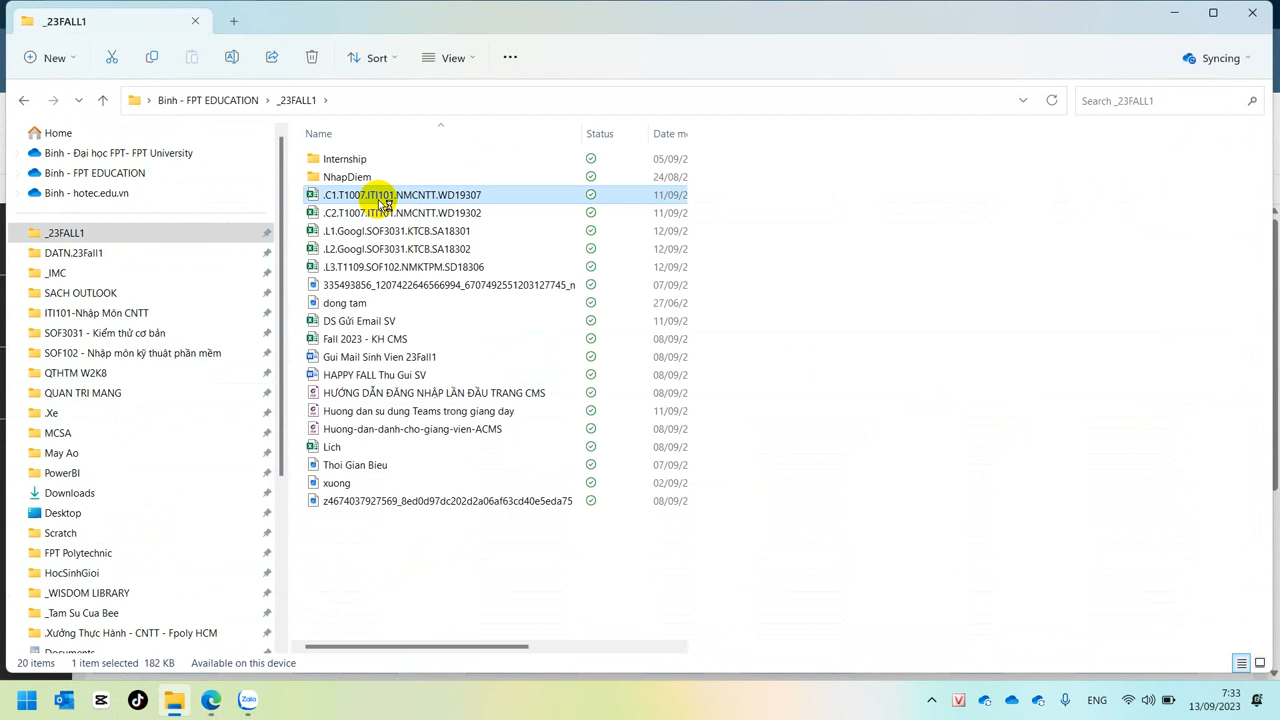 _23FALL1
New
Sort
View
Syncing
Binh - FPT EDUCATION
_23FALL1
Search _23FALL1
Home
Binh - Đại học FPT- FPT University
Binh - FPT EDUCATION
Binh - hotec.edu.vn
_23FALL1
DATN.23Fall1
_IMC
SACH OUTLOOK
ITI101-Nhập Môn CNTT
SOF3031 - Kiểm thử cơ bản
SOF102 - Nhập môn kỹ thuật phần mềm
QTHTM W2K8
QUAN TRI MANG
.Xe
MCSA
May Ao
PowerBI
Downloads
Desktop
Scratch
FPT Polytechnic
HocSinhGioi
_WISDOM LIBRARY
_Tam Su Cua Bee
.Xưởng Thực Hành - CNTT - Fpoly HCM
Documents
Name Status Date m
Internship 05/09/2
NhapDiem 24/08/2
.C1.T1007.ITI101.NMCNTT.WD19307 11/09/2
.C2.T1007.ITI101.NMCNTT.WD19302 11/09/2
.L1.Googl.SOF3031.KTCB.SA18301 12/09/2
.L2.Googl.SOF3031.KTCB.SA18302 12/09/2
.L3.T1109.SOF102.NMKTPM.SD18306 12/09/2
335493856_1207422646566994_6707492551203127745_n 07/09/2
dong tam 27/06/2
DS Gửi Email SV 11/09/2
Fall 2023 - KH CMS 08/09/2
Gui Mail Sinh Vien 23Fall1 08/09/2
HAPPY FALL Thu Gui SV 08/09/2
HƯỚNG DẪN ĐĂNG NHẬP LẦN ĐẦU TRANG CMS 08/09/2
Huong dan su dung Teams trong giang day 11/09/2
Huong-dan-danh-cho-giang-vien-ACMS 08/09/2
Lich 08/09/2
Thoi Gian Bieu 07/09/2
xuong 02/09/2
z4674037927569_8ed0d97dc202d2a06af63cd40e5eda75 08/09/2
20 items 1 item selected 182 KB Available on this device
Zalo
ENG
7:33
13/09/2023